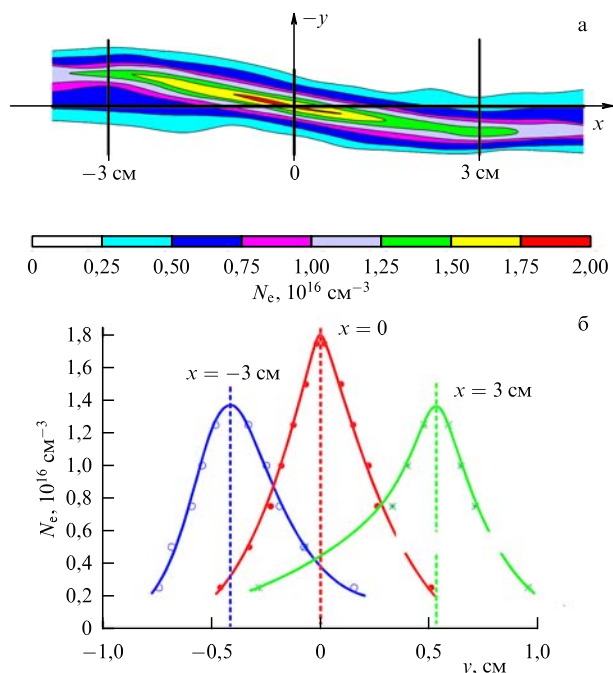 −y
а
x
−3 см 0 3 см
0 0,25 0,50 0,75 1,00 1,25 1,50 1,75 2,00
Nₑ, 10¹⁶ см⁻³
б
x = 0
x = −3 см
x = 3 см
1,8
1,6
1,4
1,2
1,0
0,8
0,4
0,2
0
Nₑ, 10¹⁶ см⁻³
−1,0 −0,5 0 0,5 1,0
y, см